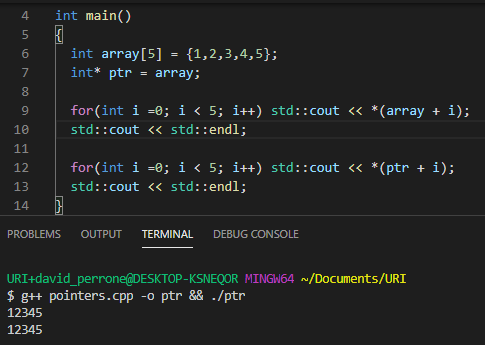 4 int main()
5 {
6 int array[5] = {1,2,3,4,5};
7 int* ptr = array;
8
9 for(int i =0; i < 5; i++) std::cout << *(array + i);
10 std::cout << std::endl;
11
12 for(int i =0; i < 5; i++) std::cout << *(ptr + i);
13 std::cout << std::endl;
14 }
PROBLEMS OUTPUT TERMINAL DEBUG CONSOLE
URI+david_perrone@DESKTOP-KSNEQOR MINGW64 ~/Documents/URI
$ g++ pointers.cpp -o ptr && ./ptr
12345
12345